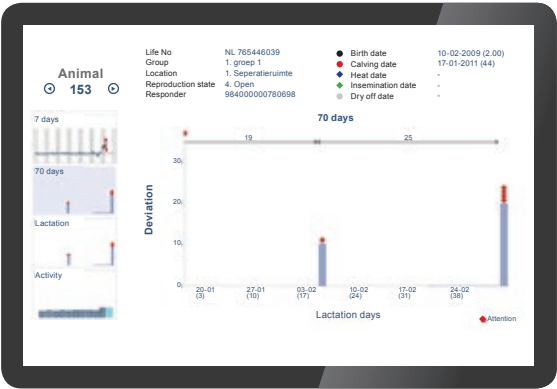 Animal
153
Life No NL 765446039
Group 1. groep 1
Location 1. Seperatieruimte
Reproduction state 4. Open
Responder 984000000780698
Birth date 10-02-2009 (2.00)
Calving date 17-01-2011 (44)
Heat date -
Insemination date -
Dry off date -
7 days
70 days
Lactation
Activity
70 days
19 25
Deviation
30
20
10
0
20-01 27-01 03-02 10-02 17-02 24-02
(3) (10) (17) (24) (31) (38)
Lactation days
Attention